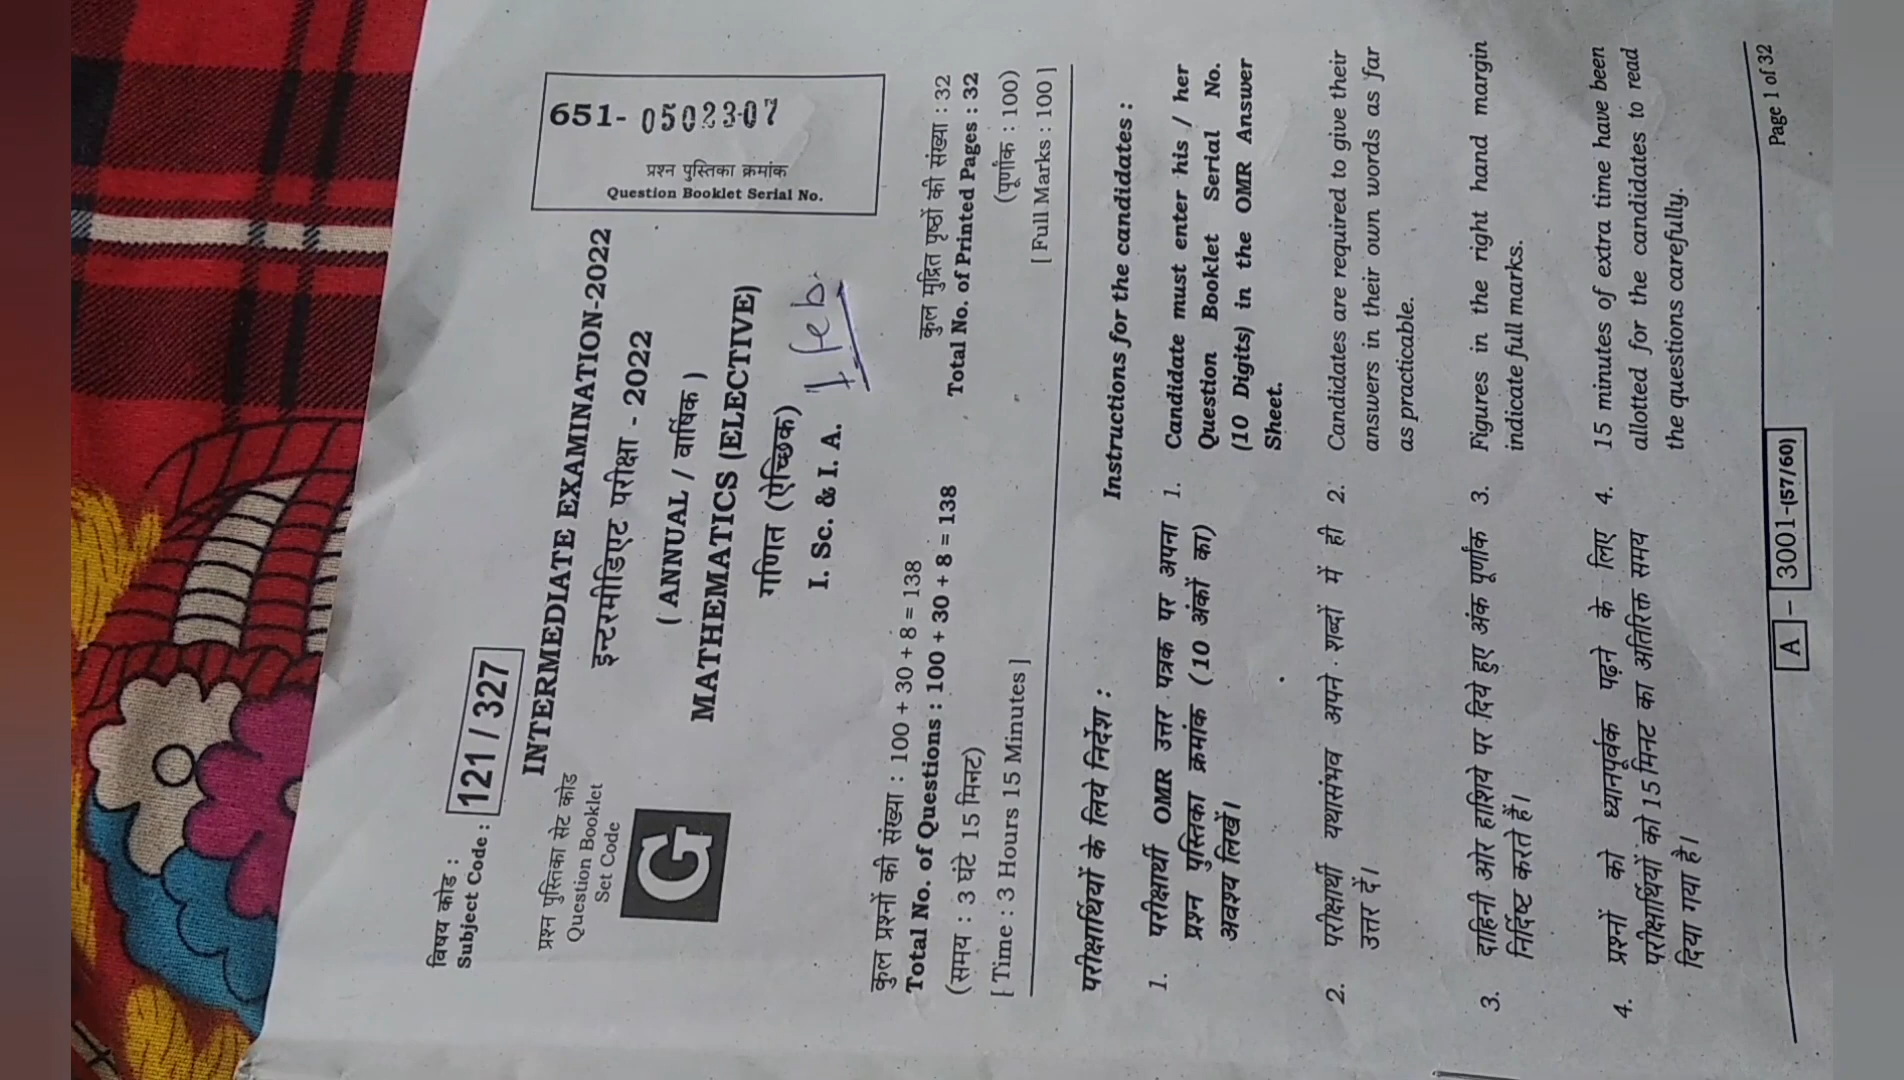 विषय कोड :
Subject Code :
121 / 327
651- 0502307
प्रश्न पुस्तिका क्रमांक
Question Booklet Serial No.
INTERMEDIATE EXAMINATION-2022
इन्टरमीडिएट परीक्षा - 2022
( ANNUAL / वार्षिक )
MATHEMATICS (ELECTIVE)
गणित (ऐच्छिक)
I. Sc. & I. A.
1 Feb.
प्रश्न पुस्तिका सेट कोड
Question Booklet
Set Code
G
कुल प्रश्नों की संख्या : 100 + 30 + 8 = 138
Total No. of Questions : 100 + 30 + 8 = 138
(समय : 3 घंटे 15 मिनट)
[ Time : 3 Hours 15 Minutes ]
कुल मुद्रित पृष्ठों की संख्या : 32
Total No. of Printed Pages : 32
(पूर्णांक : 100)
[ Full Marks : 100 ]
परीक्षार्थियों के लिये निर्देश :
1. परीक्षार्थी OMR उत्तर पत्रक पर अपना
प्रश्न पुस्तिका क्रमांक ( 10 अंकों का)
अवश्य लिखें।
2. परीक्षार्थी यथासंभव अपने शब्दों में ही
उत्तर दें।
3. दाहिनी ओर हाशिये पर दिये हुए अंक पूर्णांक
निर्दिष्ट करते हैं।
4. प्रश्नों को ध्यानपूर्वक पढ़ने के लिए
परीक्षार्थियों को 15 मिनट का अतिरिक्त समय
दिया गया है।
Instructions for the candidates :
1. Candidate must enter his / her
Question Booklet Serial No.
(10 Digits) in the OMR Answer
Sheet.
2. Candidates are required to give their
answers in their own words as far
as practicable.
3. Figures in the right hand margin
indicate full marks.
4. 15 minutes of extra time have been
allotted for the candidates to read
the questions carefully.
A - 3001-(57/60)
Page 1 of 32